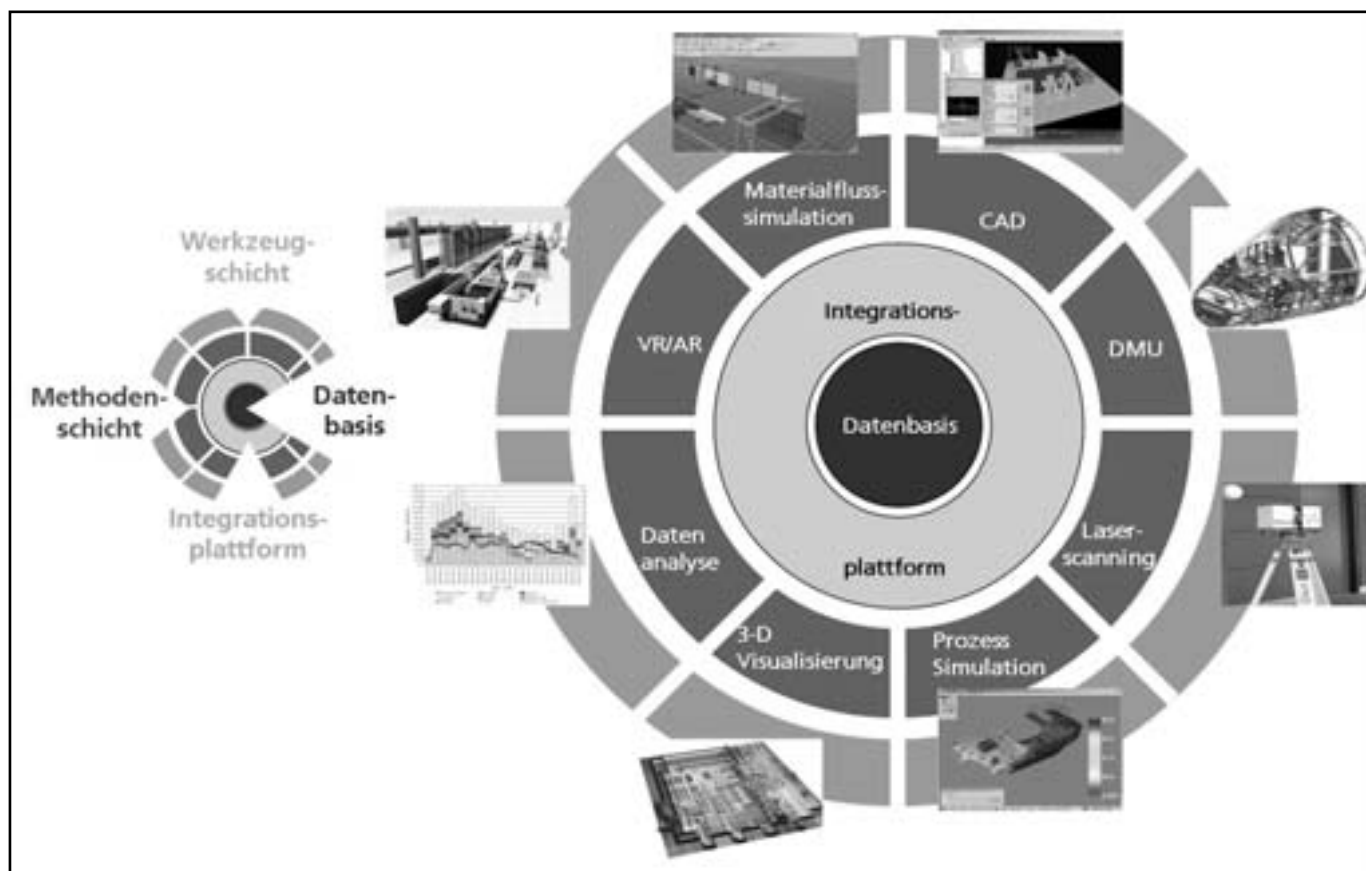 Werkzeug-
schicht
Methoden-
schicht
Daten-
basis
Integrations-
plattform
Materialfluss-
simulation
CAD
VR/AR
DMU
Integrations-
Datenbasis
plattform
Daten
analyse
Laser-
scanning
3-D
Visualisierung
Prozess
Simulation